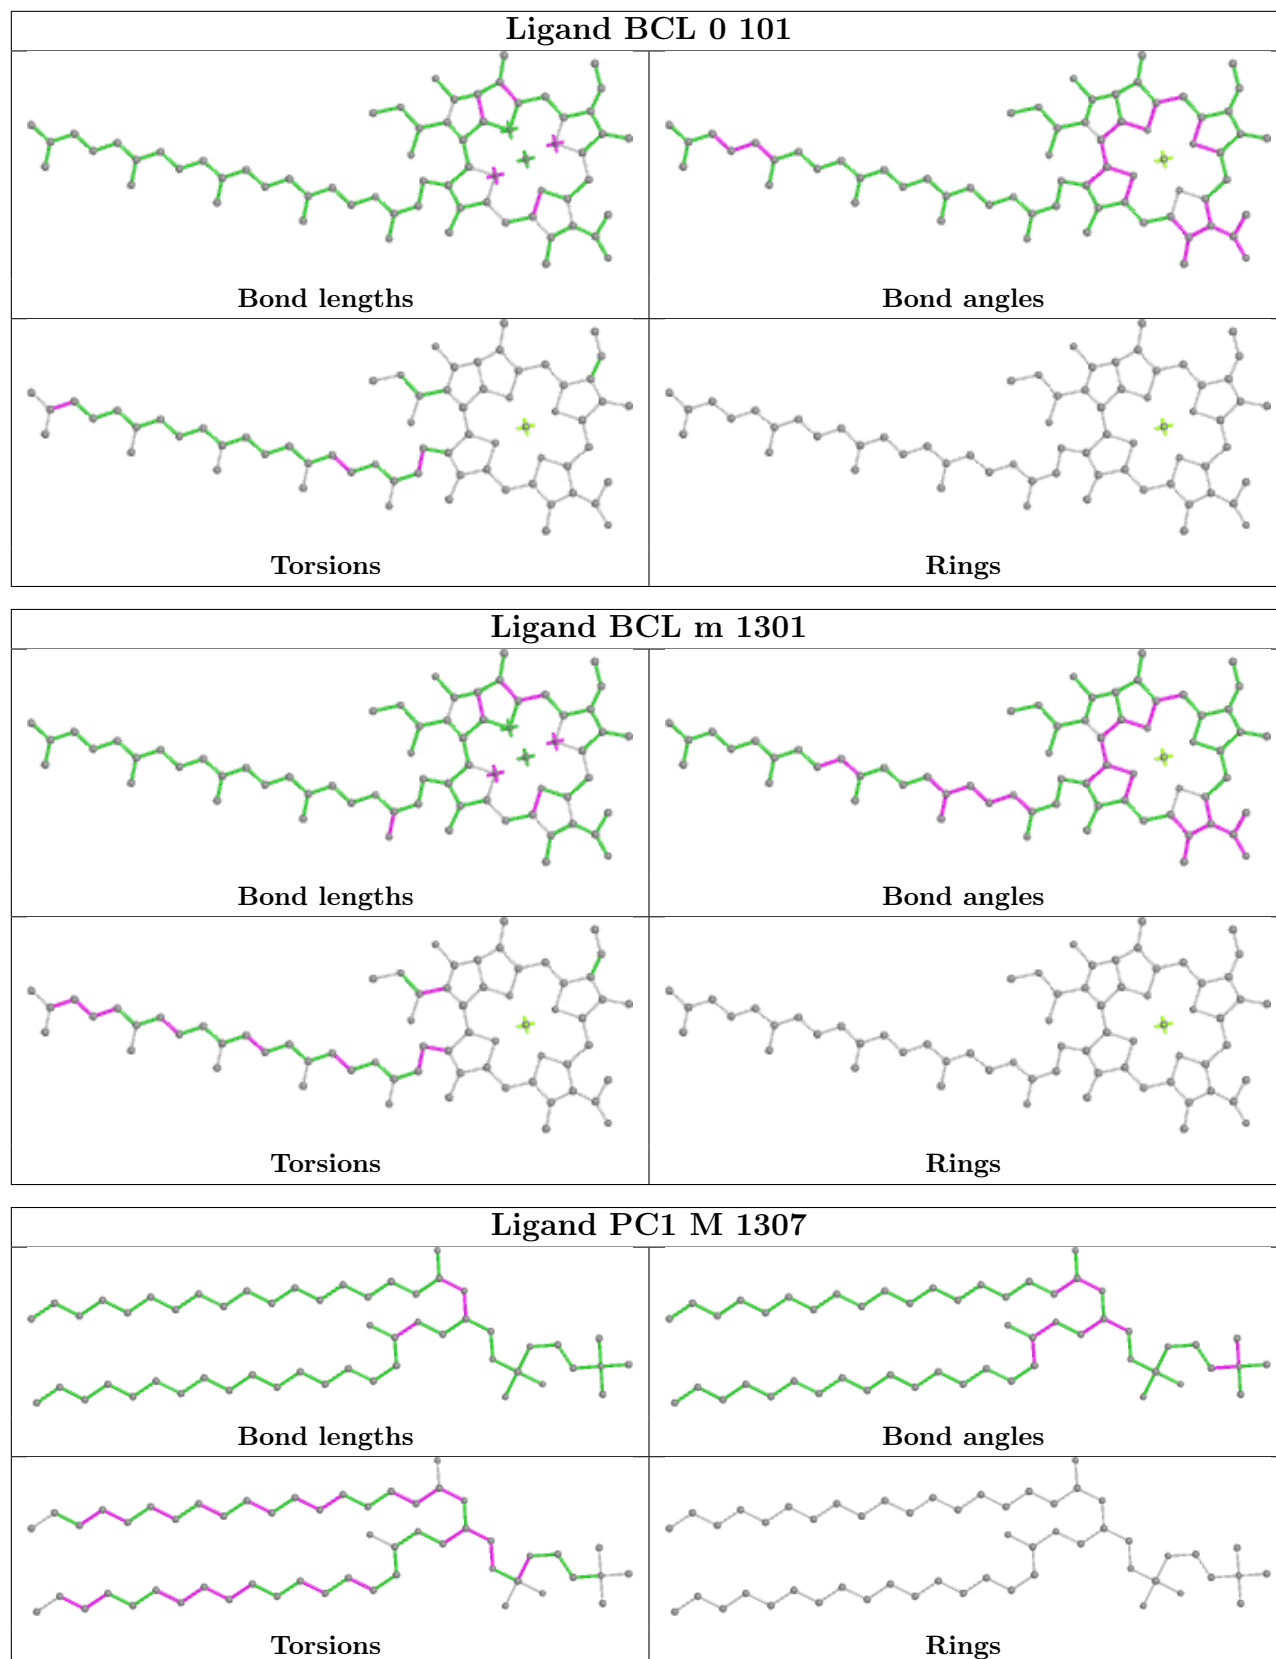 Ligand BCL 0 101
Bond lengths
Bond angles
Torsions
Rings
Ligand BCL m 1301
Bond lengths
Bond angles
Torsions
Rings
Ligand PC1 M 1307
Bond lengths
Bond angles
Torsions
Rings